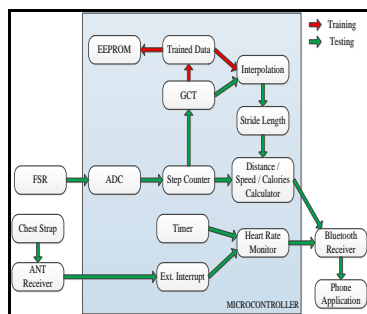 Training
Testing
EEPROM
Trained Data
Interpolation
GCT
Stride Length
FSR
ADC
Step Counter
Distance /
Speed / Calories
Calculator
Chest Strap
Timer
Heart Rate
Monitor
Bluetooth
Receiver
ANT
Receiver
Ext. Interrupt
MICROCONTROLLER
Phone
Application